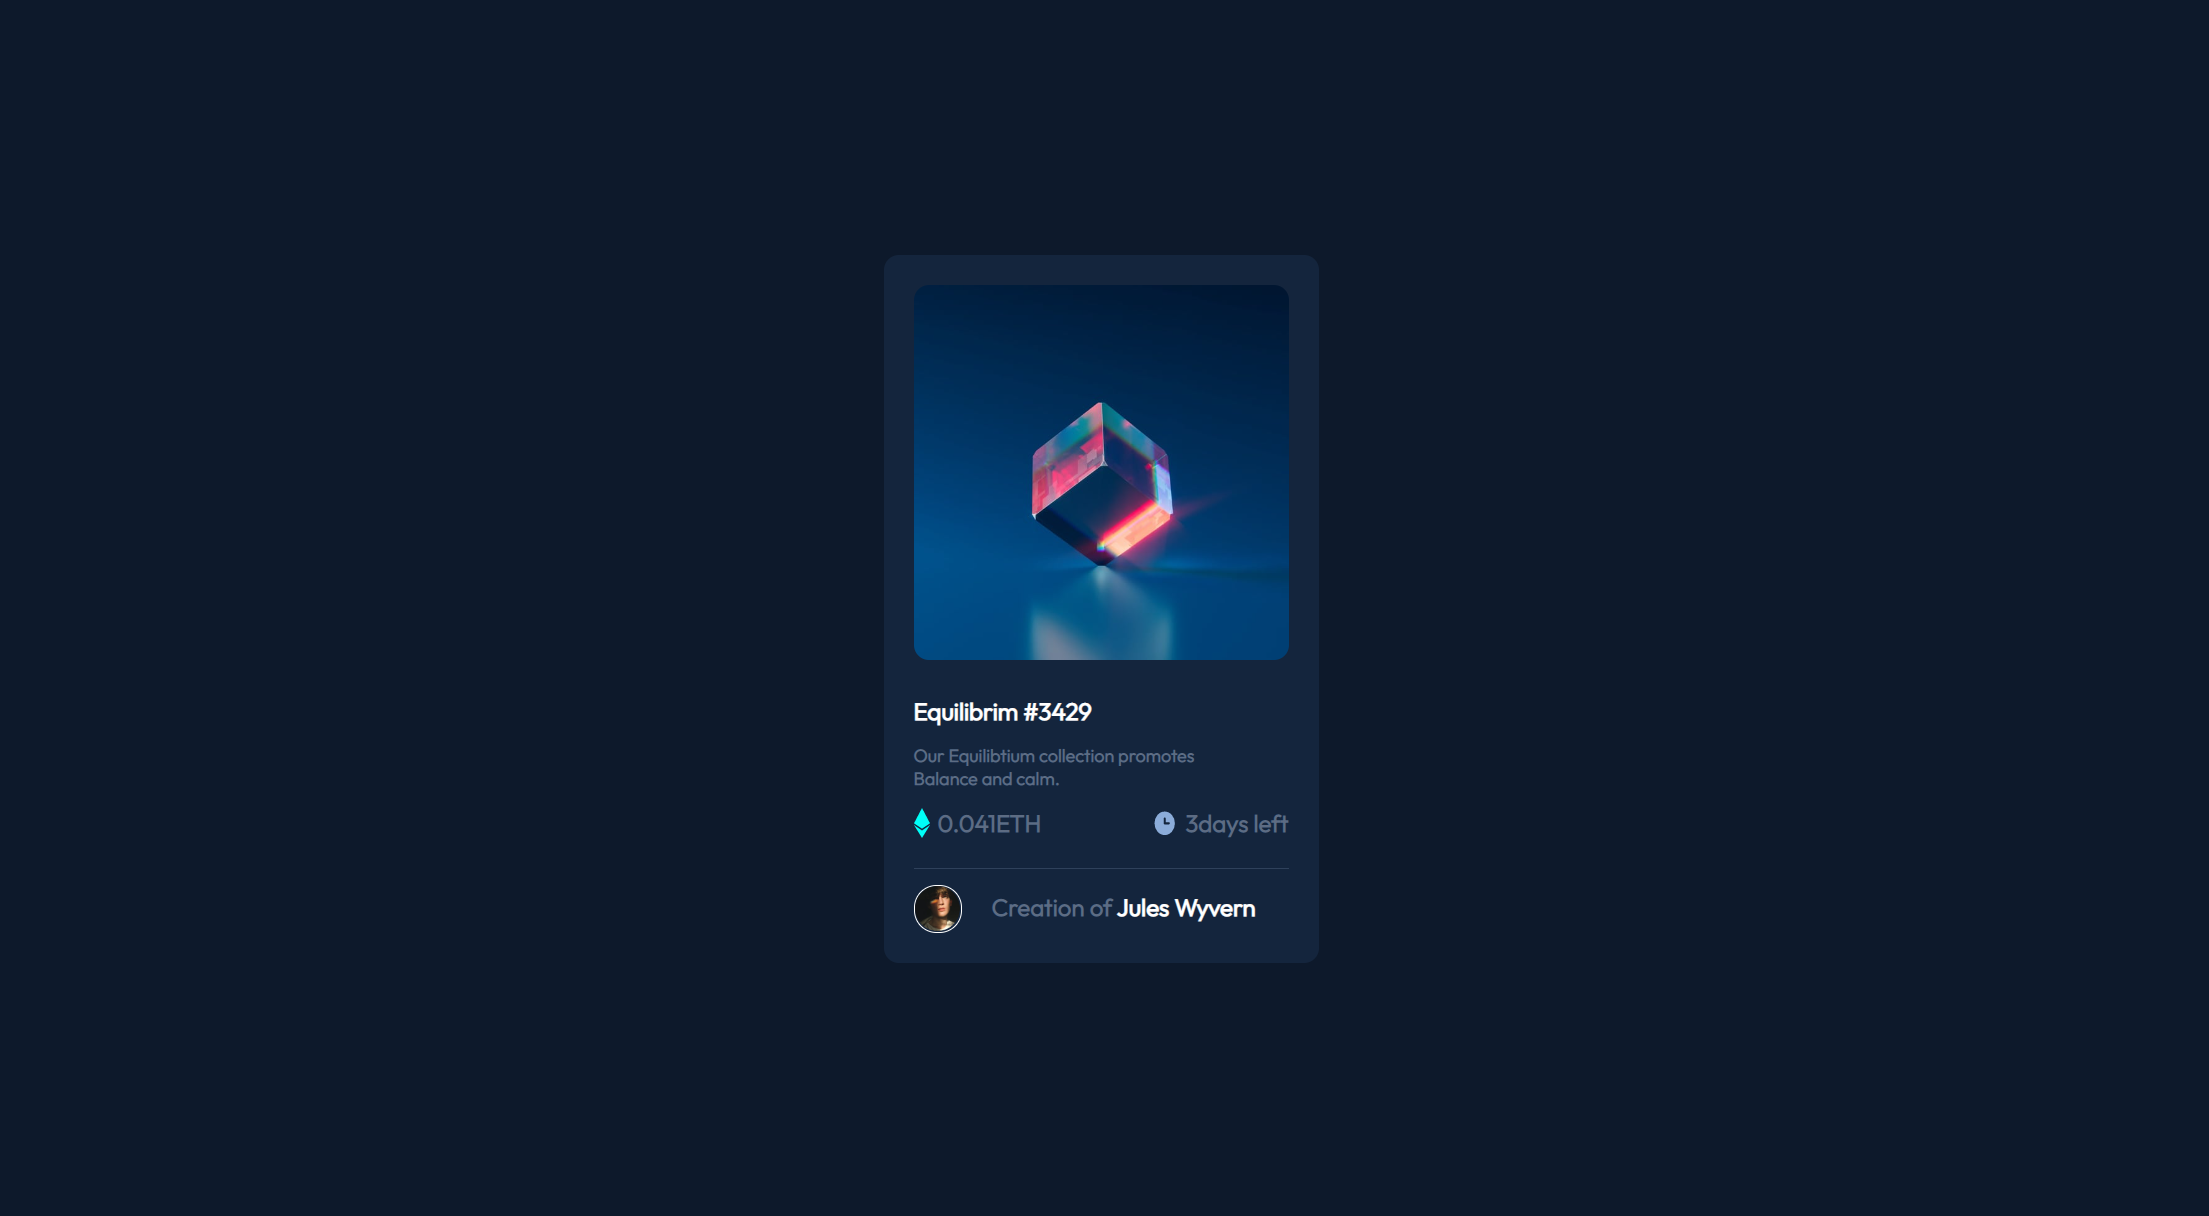 Equilibrim #3429
Our Equilibtium collection promotes
Balance and calm.
0.041ETH
3days left
Creation of Jules Wyvern